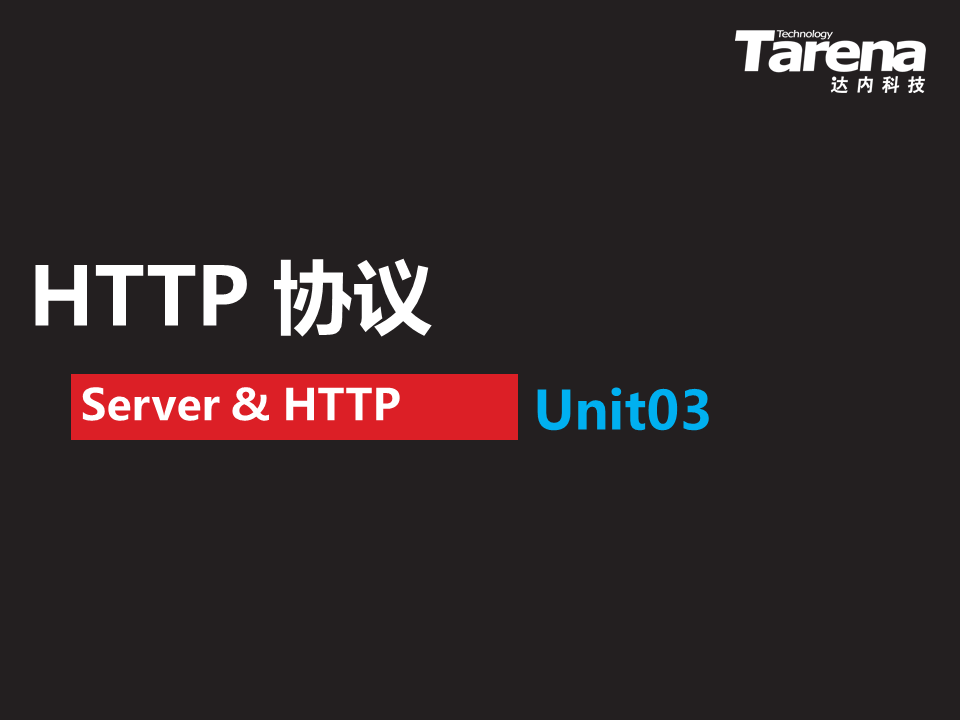 Technology
Tarena
达内科技
HTTP 协议
Server & HTTP
Unit03